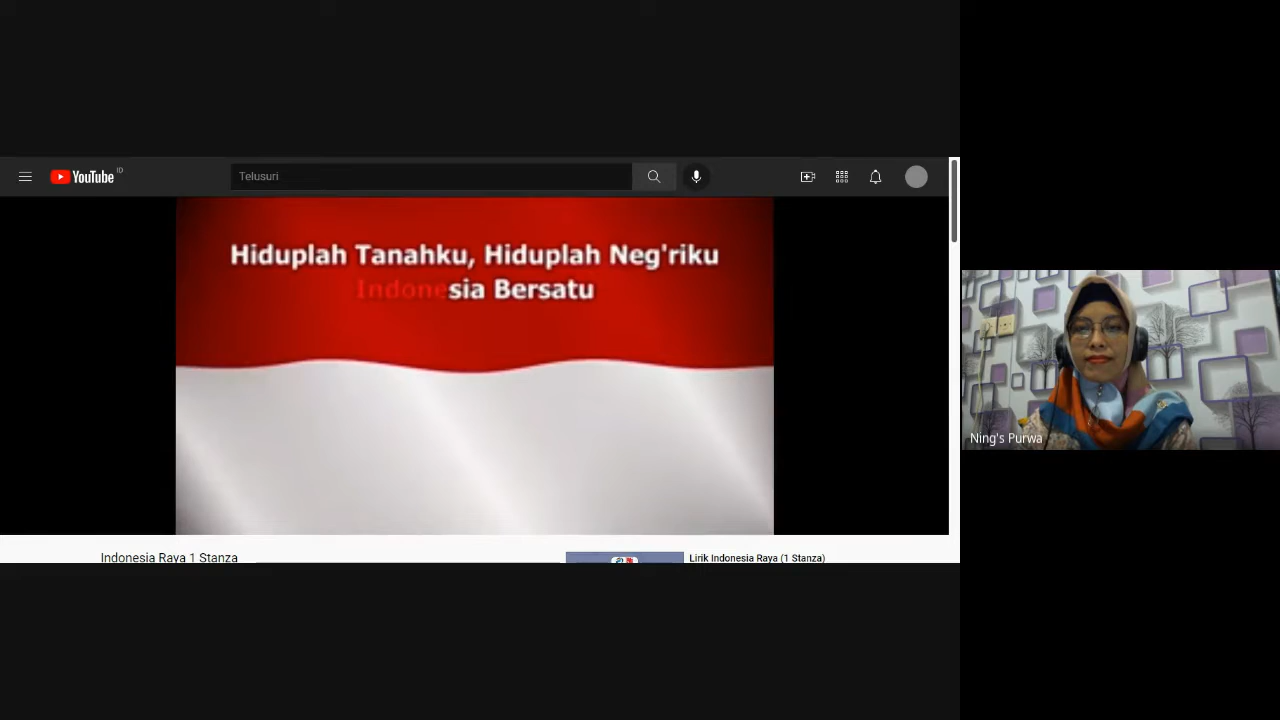 YouTube ID
Telusuri
Hiduplah Tanahku, Hiduplah Neg'riku
Indonesia Bersatu
Indonesia Raya 1 Stanza
Lirik Indonesia Raya (1 Stanza)
Ning's Purwa